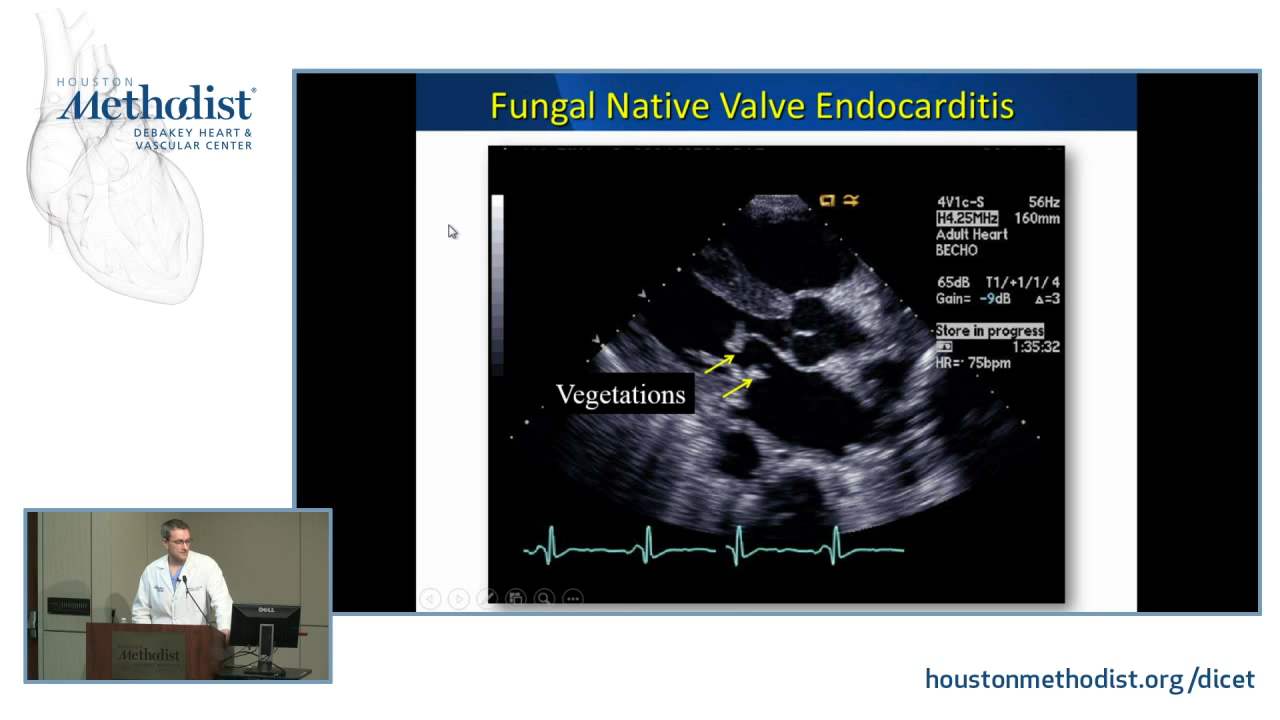 HOUSTON
Methodist®
DEBAKEY HEART &
VASCULAR CENTER
Fungal Native Valve Endocarditis
4V1c-S 56Hz
H4.25MHz 160mm
Adult Heart
BECHO
65dB T1/+1/1/4
Gain= -9dB Δ=3
Store in progress
1:35:32
HR= 75bpm
Vegetations
DELL
HOUSTON
Methodist
houstonmethodist.org/dicet